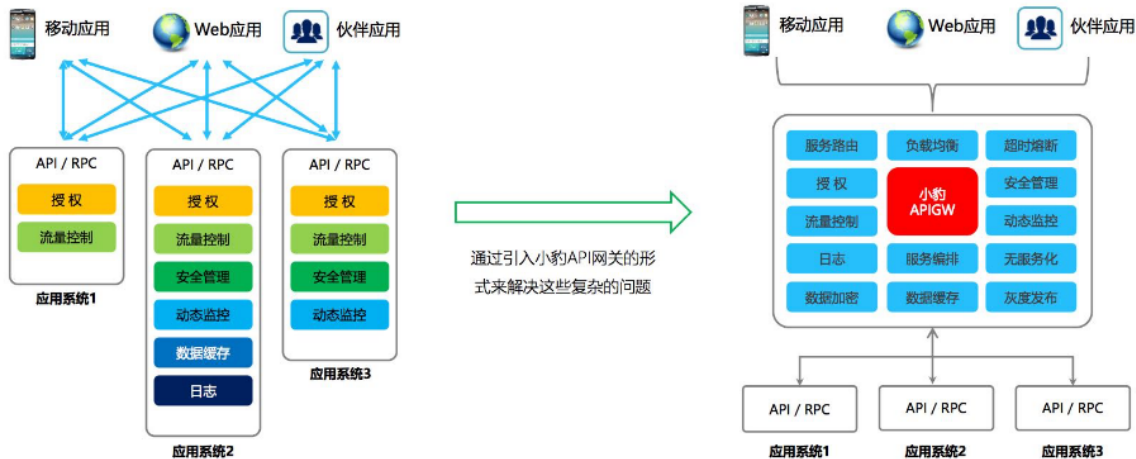 移动应用
Web应用
伙伴应用
API / RPC
授 权
流量控制
应用系统1
API / RPC
授 权
流量控制
安全管理
动态监控
数据缓存
日志
应用系统2
API / RPC
授 权
流量控制
安全管理
动态监控
应用系统3
通过引入小豹API网关的形
式来解决这些复杂的问题
移动应用
Web应用
伙伴应用
服务路由
负载均衡
超时熔断
授 权
小豹
APIGW
安全管理
流量控制
动态监控
日志
服务编排
无服务化
数据加密
数据缓存
灰度发布
API / RPC
API / RPC
API / RPC
应用系统1
应用系统2
应用系统3